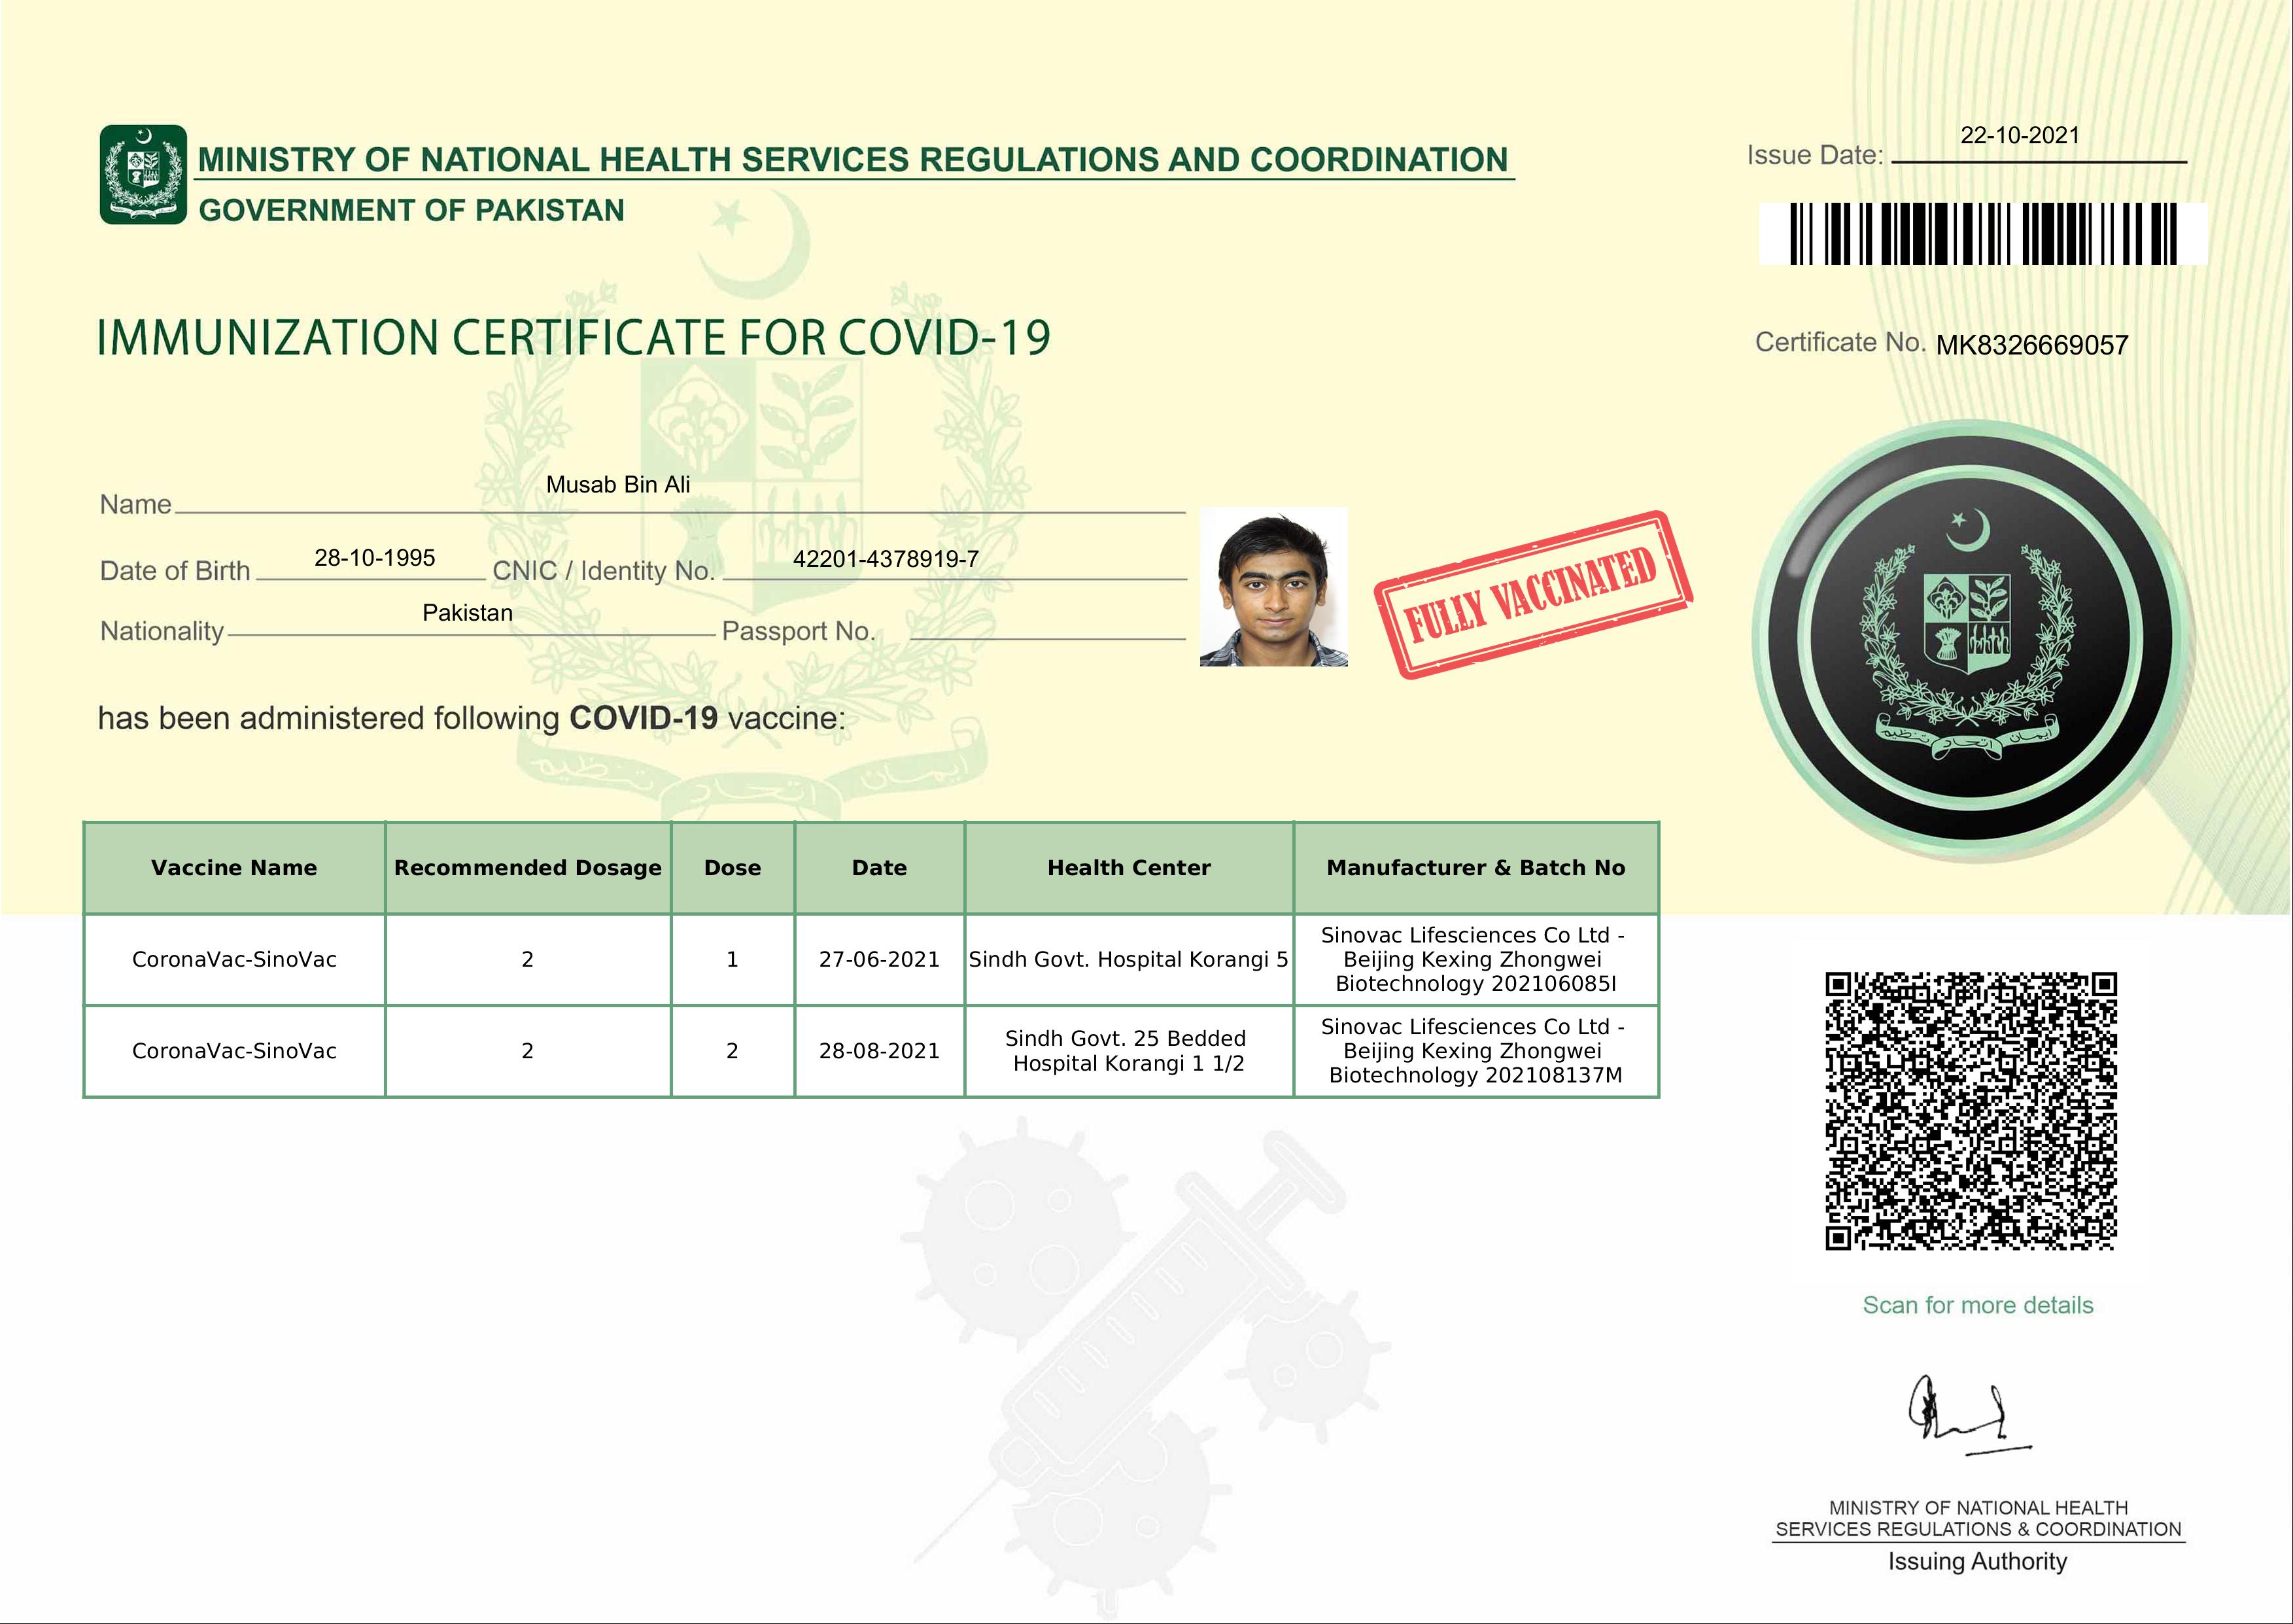 MINISTRY OF NATIONAL HEALTH SERVICES REGULATIONS AND COORDINATION
GOVERNMENT OF PAKISTAN
Issue Date: 22-10-2021
IMMUNIZATION CERTIFICATE FOR COVID-19
Certificate No. MK8326669057
Name Musab Bin Ali
Date of Birth 28-10-1995 CNIC / Identity No. 42201-4378919-7
Nationality Pakistan Passport No.
FULLY VACCINATED
ایمان اتحاد تنظیم
has been administered following COVID-19 vaccine:
Vaccine Name Recommended Dosage Dose Date Health Center Manufacturer & Batch No
CoronaVac-SinoVac 2 1 27-06-2021 Sindh Govt. Hospital Korangi 5 Sinovac Lifesciences Co Ltd -
Beijing Kexing Zhongwei
Biotechnology 202106085I
CoronaVac-SinoVac 2 2 28-08-2021 Sindh Govt. 25 Bedded
Hospital Korangi 1 1/2
Sinovac Lifesciences Co Ltd -
Beijing Kexing Zhongwei
Biotechnology 202108137M
Scan for more details
MINISTRY OF NATIONAL HEALTH
SERVICES REGULATIONS & COORDINATION
Issuing Authority